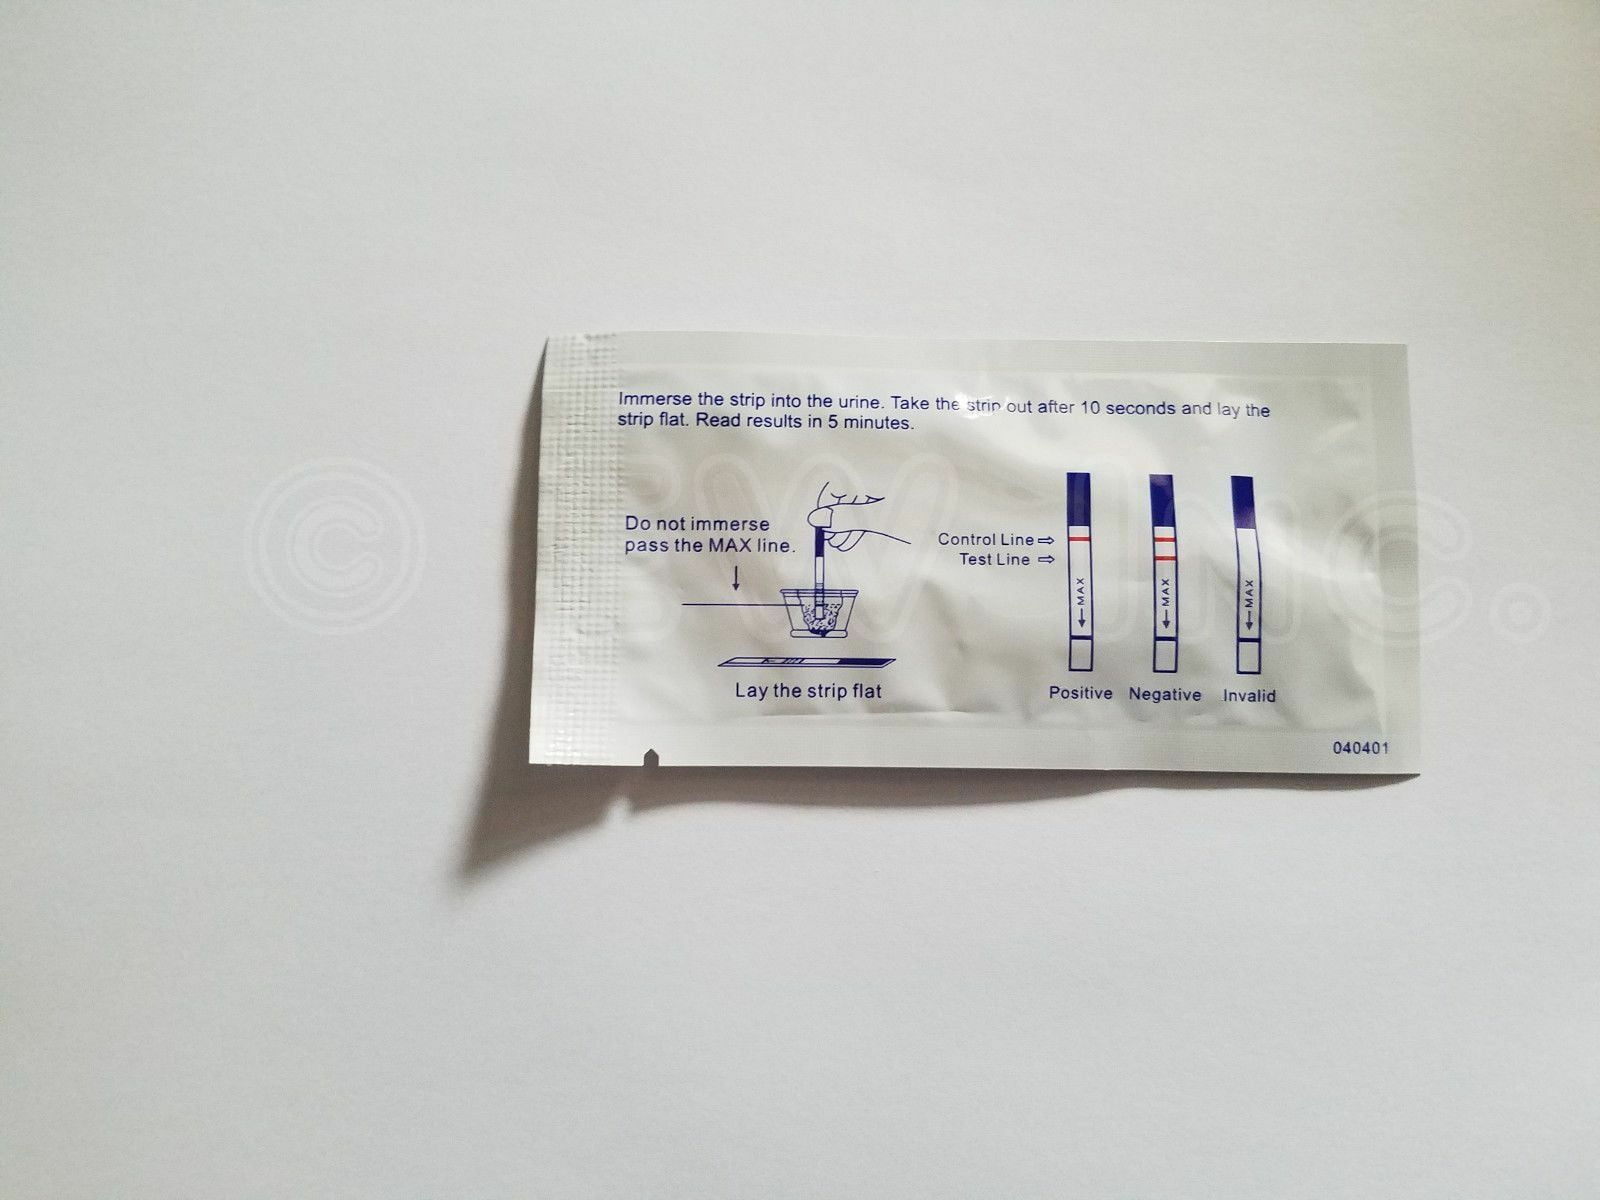 Immerse the strip into the urine. Take the strip out after 10 seconds and lay the
strip flat. Read results in 5 minutes.
Do not immerse
pass the MAX line.
Lay the strip flat
Control Line ⇨
Test Line ⇨
MAX
MAX
MAX
Positive Negative Invalid
040401